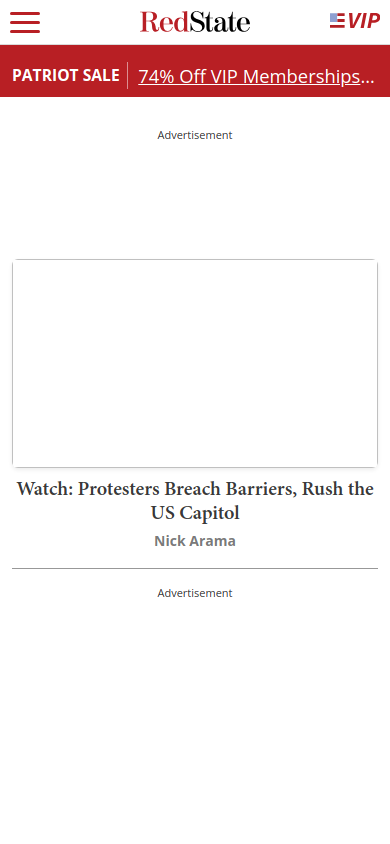 RedState
VIP
PATRIOT SALE
74% Off VIP Memberships...
Advertisement
Watch: Protesters Breach Barriers, Rush the
US Capitol
Nick Arama
Advertisement